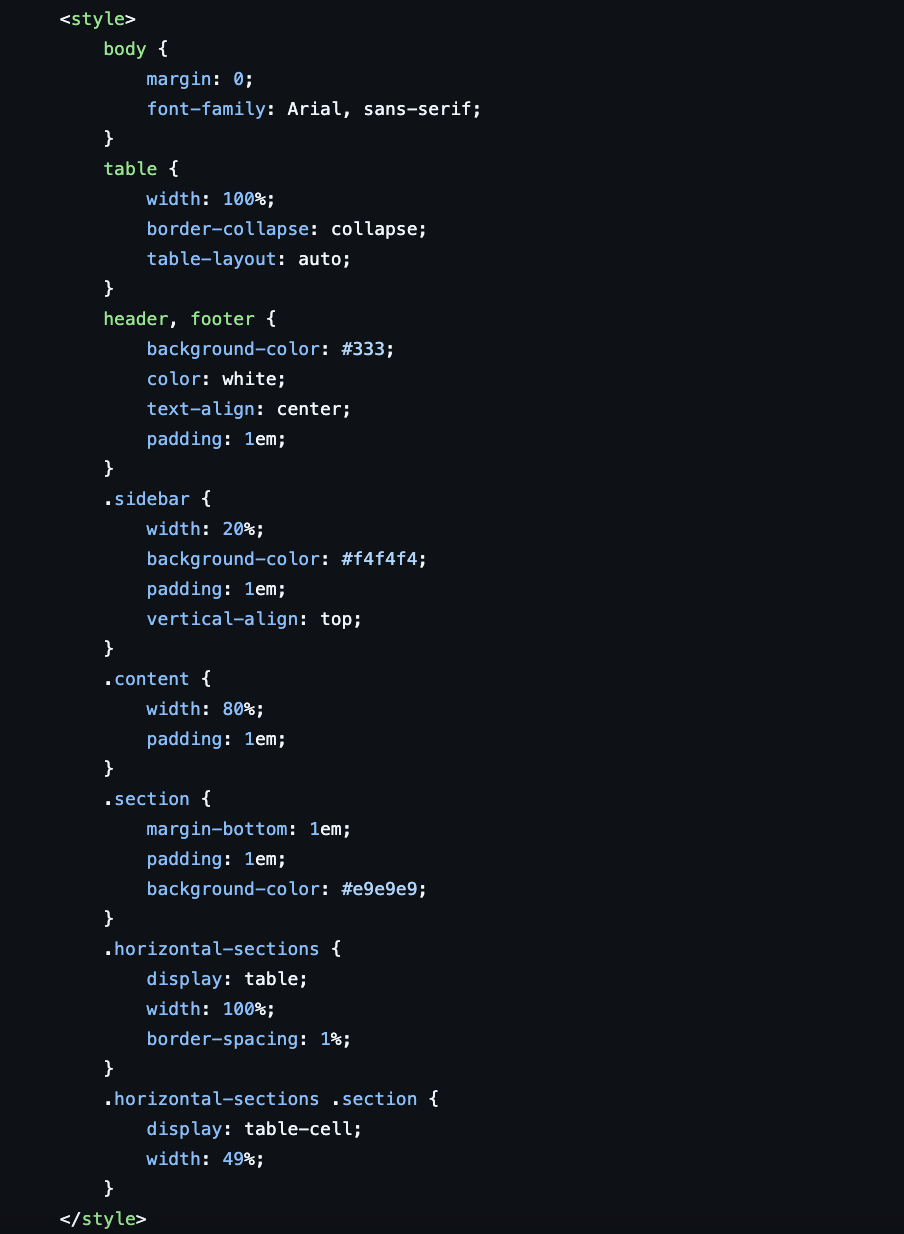 <style>
    body {
        margin: 0;
        font-family: Arial, sans-serif;
    }
    table {
        width: 100%;
        border-collapse: collapse;
        table-layout: auto;
    }
    header, footer {
        background-color: #333;
        color: white;
        text-align: center;
        padding: 1em;
    }
    .sidebar {
        width: 20%;
        background-color: #f4f4f4;
        padding: 1em;
        vertical-align: top;
    }
    .content {
        width: 80%;
        padding: 1em;
    }
    .section {
        margin-bottom: 1em;
        padding: 1em;
        background-color: #e9e9e9;
    }
    .horizontal-sections {
        display: table;
        width: 100%;
        border-spacing: 1%;
    }
    .horizontal-sections .section {
        display: table-cell;
        width: 49%;
    }
</style>